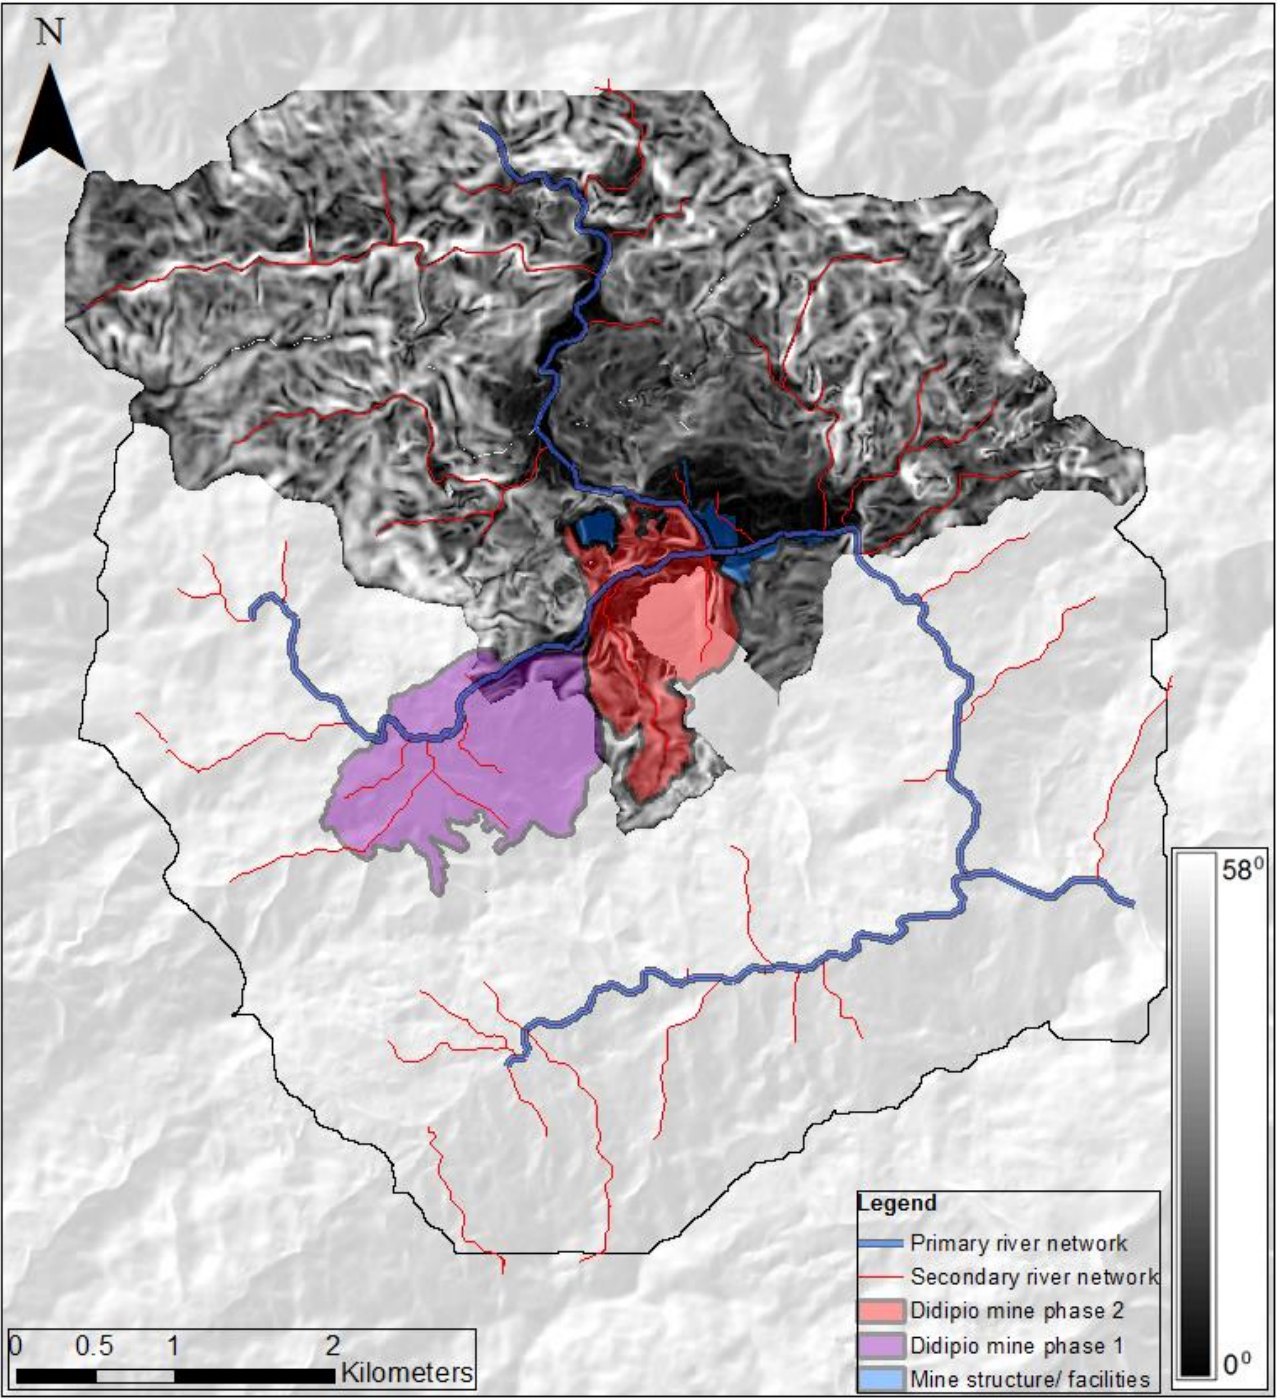 N
58⁰
0⁰
Legend
Primary river network
Secondary river network
Didipio mine phase 2
Didipio mine phase 1
Mine structure/ facilities
0 0.5 1 2
Kilometers